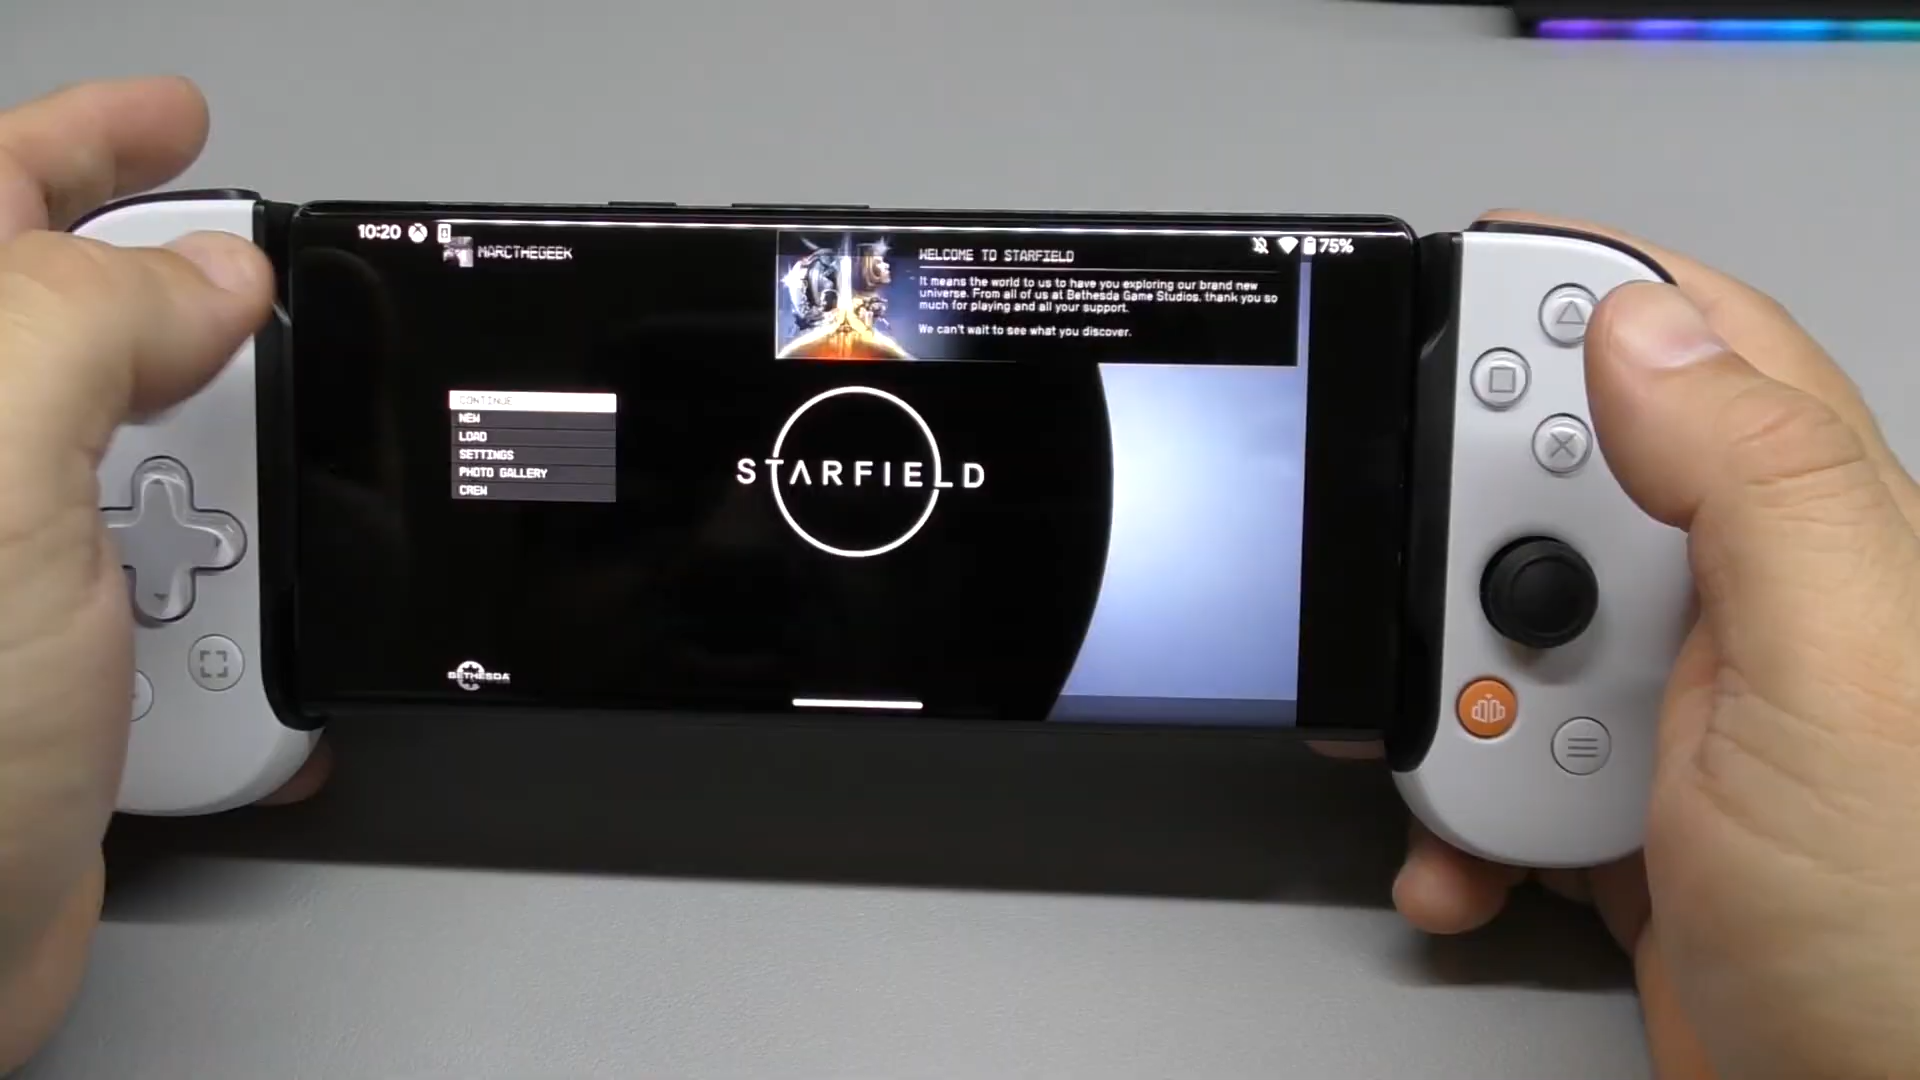 10:20
75%
MARCTHEGEEK
WELCOME TO STARFIELD
It means the world to us to have you exploring our brand new
universe. From all of us at Bethesda Game Studios, thank you so
much for playing and all your support.
We can't wait to see what you discover.
CONTINUE
NEW
LOAD
SETTINGS
PHOTO GALLERY
CREW
STARFIELD
BETHESDA